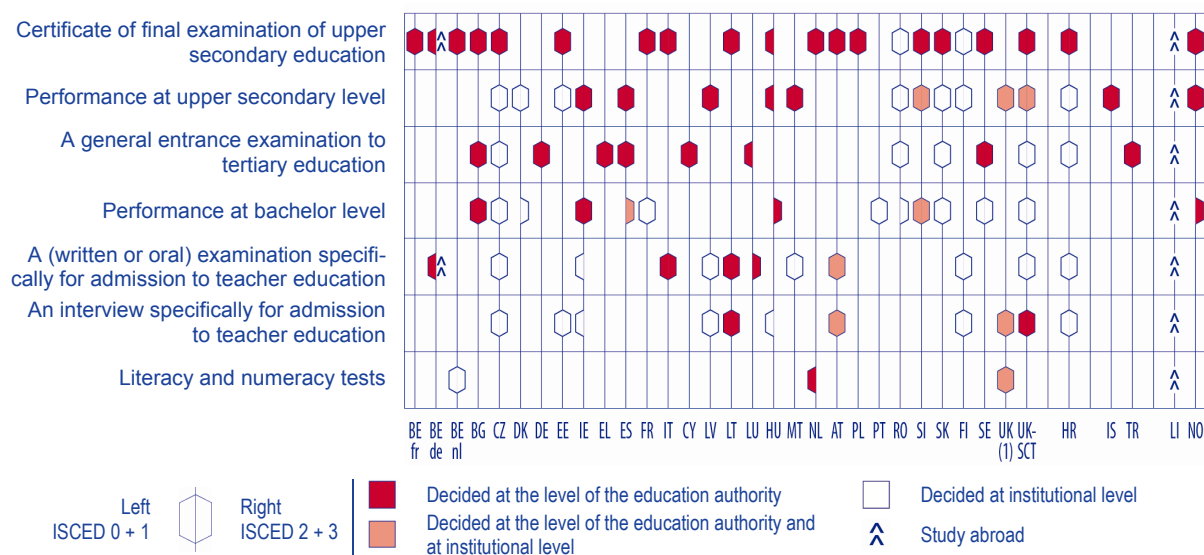 Certificate of final examination of upper
secondary education
Performance at upper secondary level
A general entrance examination to
tertiary education
Performance at bachelor level
A (written or oral) examination specifi-
cally for admission to teacher education
An interview specifically for admission
to teacher education
Literacy and numeracy tests
BE BE BE BG CZ DK DE EE IE EL ES FR IT CY LV LT LU HU MT NL AT PL PT RO SI SK FI SE UK UK- HR IS TR LI NO
fr de nl (1) SCT
Left
ISCED 0 + 1
Right
ISCED 2 + 3
Decided at the level of the education authority
Decided at the level of the education authority and
at institutional level
Decided at institutional level
Study abroad